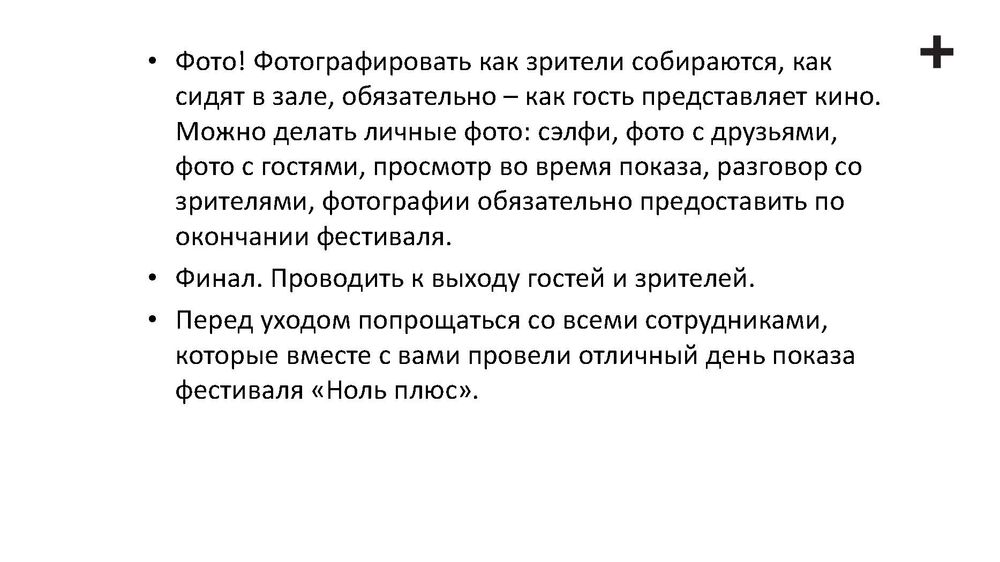 • Фото! Фотографировать как зрители собираются, как
сидят в зале, обязательно – как гость представляет кино.
Можно делать личные фото: сэлфи, фото с друзьями,
фото с гостями, просмотр во время показа, разговор со
зрителями, фотографии обязательно предоставить по
окончании фестиваля.
• Финал. Проводить к выходу гостей и зрителей.
• Перед уходом попрощаться со всеми сотрудниками,
которые вместе с вами провели отличный день показа
фестиваля «Ноль плюс».